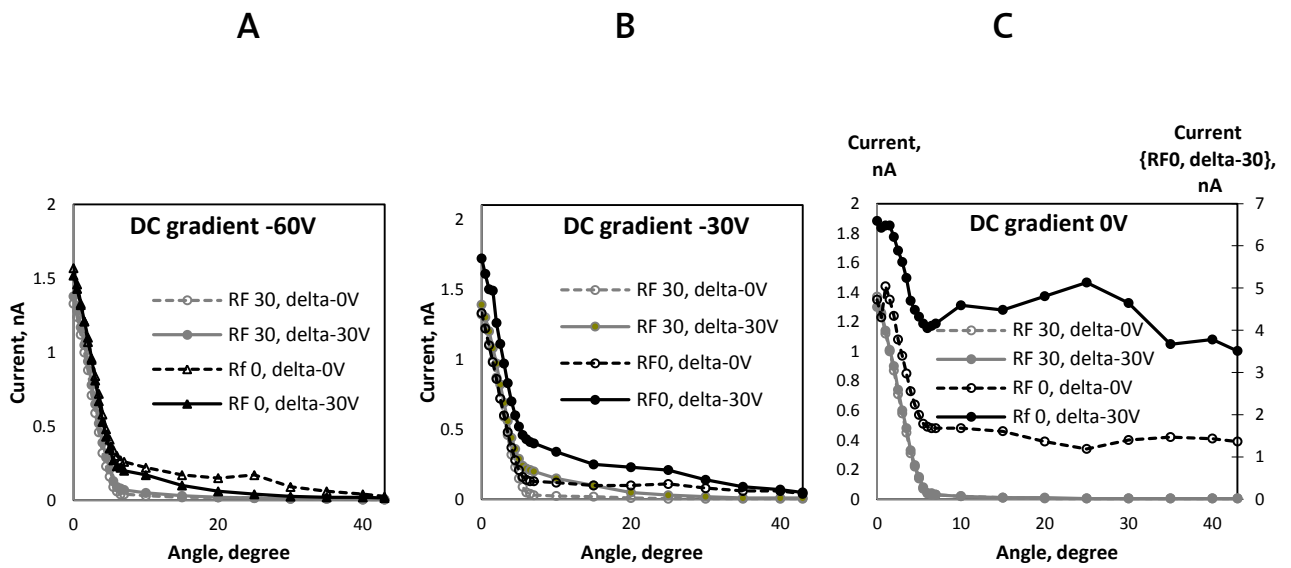 A
B
C
DC gradient -60V
2
1.5
1
0.5
0
Current, nA
RF 30, delta-0V
RF 30, delta-30V
Rf 0, delta-0V
RF 0, delta-30V
0
20
40
Angle, degree
DC gradient -30V
2
1.5
1
0.5
0
Current, nA
RF 30, delta-0V
RF 30, delta-30V
RF0, delta-0V
RF0, delta-30V
0
20
40
Angle, degree
Current,
nA
Current
{RF0, delta-30},
nA
DC gradient 0V
2
1.8
1.6
1.4
1.2
1
0.8
0.6
0.4
0.2
0
7
6
5
4
3
2
1
0
RF 30, delta-0V
RF 30, delta-30V
RF 0, delta-0V
Rf 0, delta-30V
0
10
20
30
40
Angle, degree